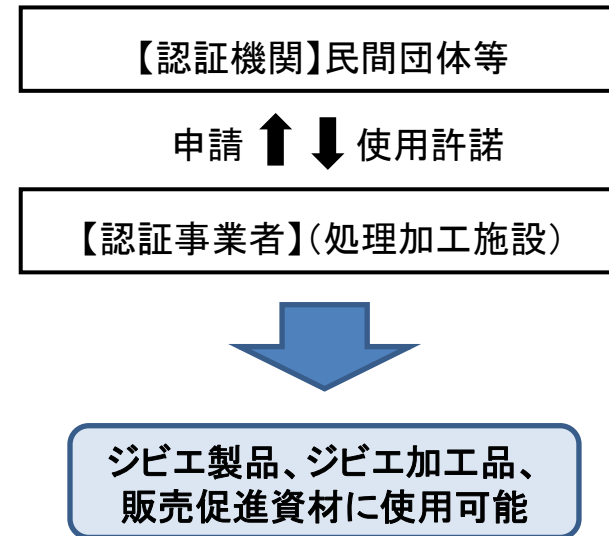 【認証機関】民間団体等
申請 使用許諾
【認証事業者】(処理加工施設)
ジビエ製品、ジビエ加工品、
販売促進資材に使用可能